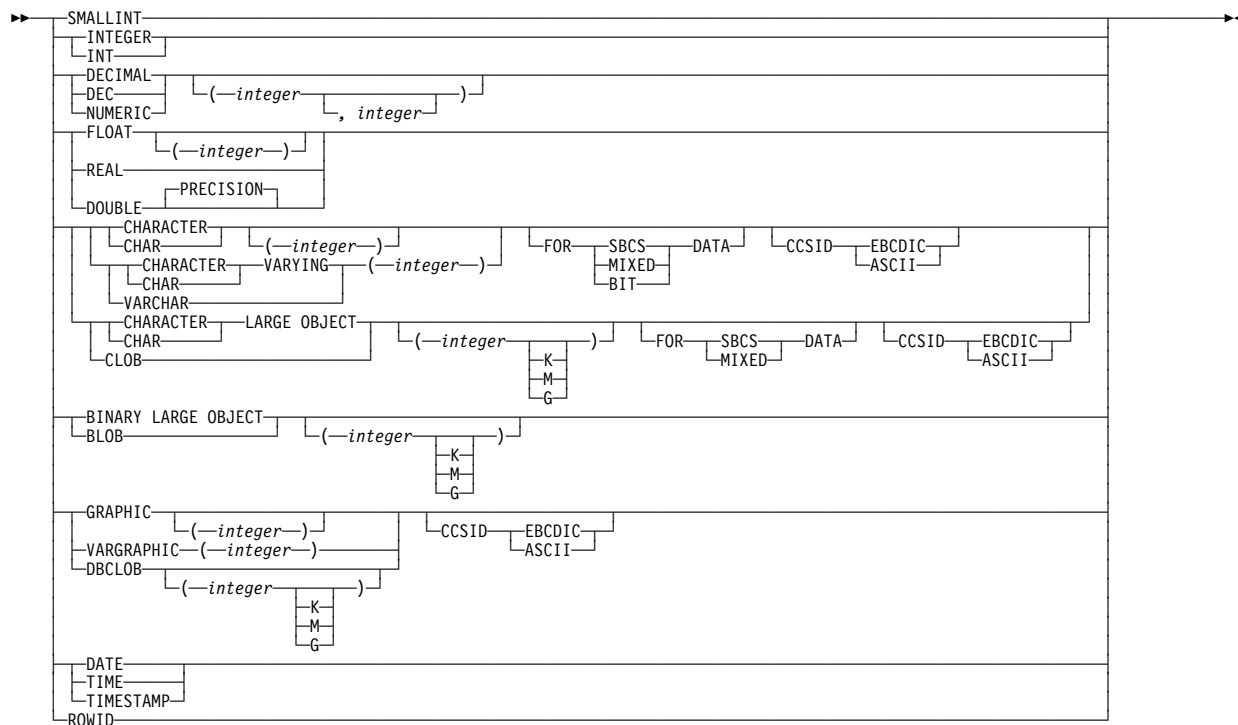 SMALLINT
INTEGER
INT
DECIMAL
DEC ( integer )
NUMERIC , integer
FLOAT
( integer )
REAL
PRECISION
DOUBLE
CHARACTER
CHAR ( integer ) FOR SBCS DATA CCSID EBCDIC
CHARACTER VARYING ( integer ) MIXED ASCII
CHAR BIT
VARCHAR
CHARACTER LARGE OBJECT
CHAR ( integer ) FOR SBCS DATA CCSID EBCDIC
CLOB K MIXED ASCII
M
G
BINARY LARGE OBJECT
BLOB ( integer )
K
M
G
GRAPHIC
( integer ) CCSID EBCDIC
VARGRAPHIC ( integer ) ASCII
DBCLOB
( integer )
K
M
G
DATE
TIME
TIMESTAMP
ROWID